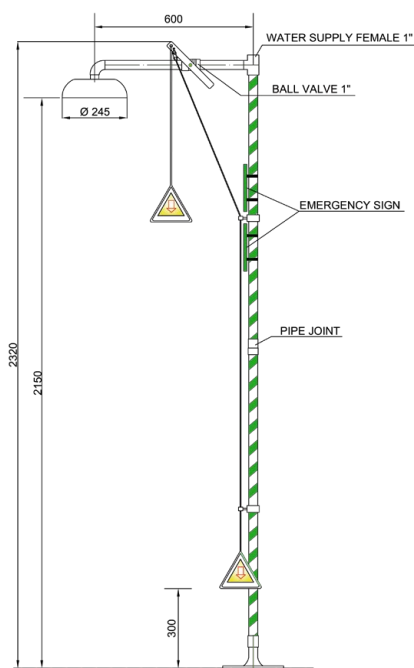 600
WATER SUPPLY FEMALE 1"
BALL VALVE 1"
Ø 245
EMERGENCY SIGN
PIPE JOINT
2320
2150
300